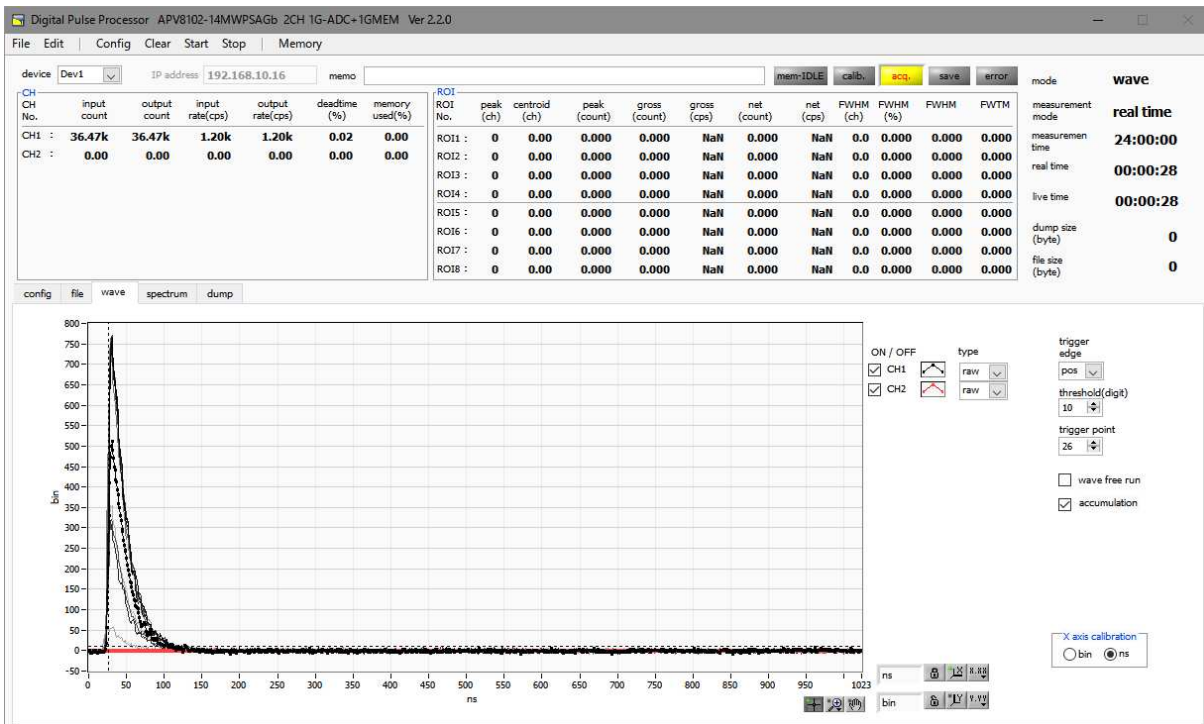 Digital Pulse Processor APV8102-14MWPSAGb 2CH 1G-ADC+1GMEM Ver 2.2.0
File Edit | Config Clear Start Stop | Memory
device Dev1 IP address 192.168.10.16 memo mem-IDLE calib. acq. save error
mode wave
measurement mode real time
measuremen time 24:00:00
real time 00:00:28
live time 00:00:28
dump size (byte) 0
file size (byte) 0
CH
CH No. input count output count input rate(cps) output rate(cps) deadtime (%) memory used(%)
CH1 : 36.47k 36.47k 1.20k 1.20k 0.02 0.00
CH2 : 0.00 0.00 0.00 0.00 0.00 0.00
ROI
ROI No. peak (ch) centroid (ch) peak (count) gross (count) gross (cps) net (count) net (cps) FWHM (ch) FWHM (%) FWHM FWTM
ROI1 : 0 0.00 0.000 0.000 NaN 0.000 NaN 0.0 0.000 0.000 0.000
ROI2 : 0 0.00 0.000 0.000 NaN 0.000 NaN 0.0 0.000 0.000 0.000
ROI3 : 0 0.00 0.000 0.000 NaN 0.000 NaN 0.0 0.000 0.000 0.000
ROI4 : 0 0.00 0.000 0.000 NaN 0.000 NaN 0.0 0.000 0.000 0.000
ROI5 : 0 0.00 0.000 0.000 NaN 0.000 NaN 0.0 0.000 0.000 0.000
ROI6 : 0 0.00 0.000 0.000 NaN 0.000 NaN 0.0 0.000 0.000 0.000
ROI7 : 0 0.00 0.000 0.000 NaN 0.000 NaN 0.0 0.000 0.000 0.000
ROI8 : 0 0.00 0.000 0.000 NaN 0.000 NaN 0.0 0.000 0.000 0.000
config file wave spectrum dump
800
750
700
650
600
550
500
450
400
350
300
250
200
150
100
50
0
-50
bin
0 50 100 150 200 250 300 350 400 450 500 550 600 650 700 750 800 850 900 950 1023
ns
ON / OFF type
CH1 raw
CH2 raw
trigger edge
pos
threshold(digit)
10
trigger point
26
wave free run
accumulation
X axis calibration
bin ns
ns X X.XX
bin Y Y.YY